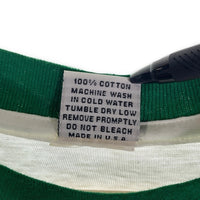 100% COTTON
MACHINE WASH
IN COLD WATER
TUMBLE DRY LOW
REMOVE PROMPTLY
DO NOT BLEACH
MADE IN U.S.A.